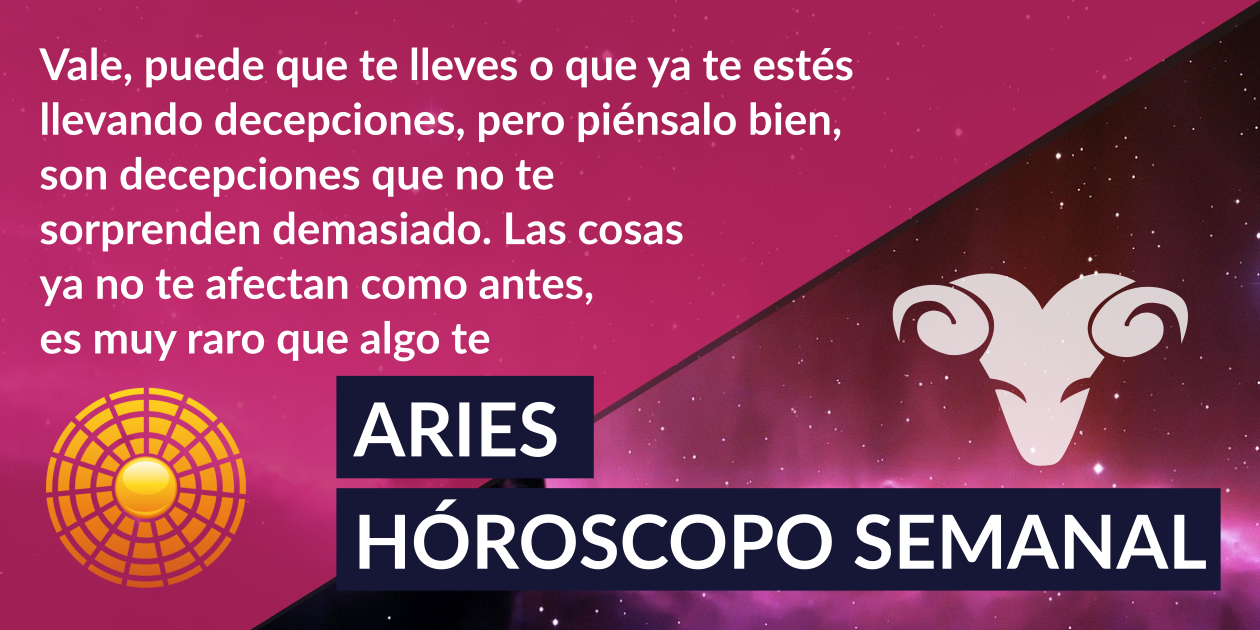 Vale, puede que te lleves o que ya te estés
llevando decepciones, pero piénsalo bien,
son decepciones que no te
sorprenden demasiado. Las cosas
ya no te afectan como antes,
es muy raro que algo te
ARIES
HÓROSCOPO SEMANAL